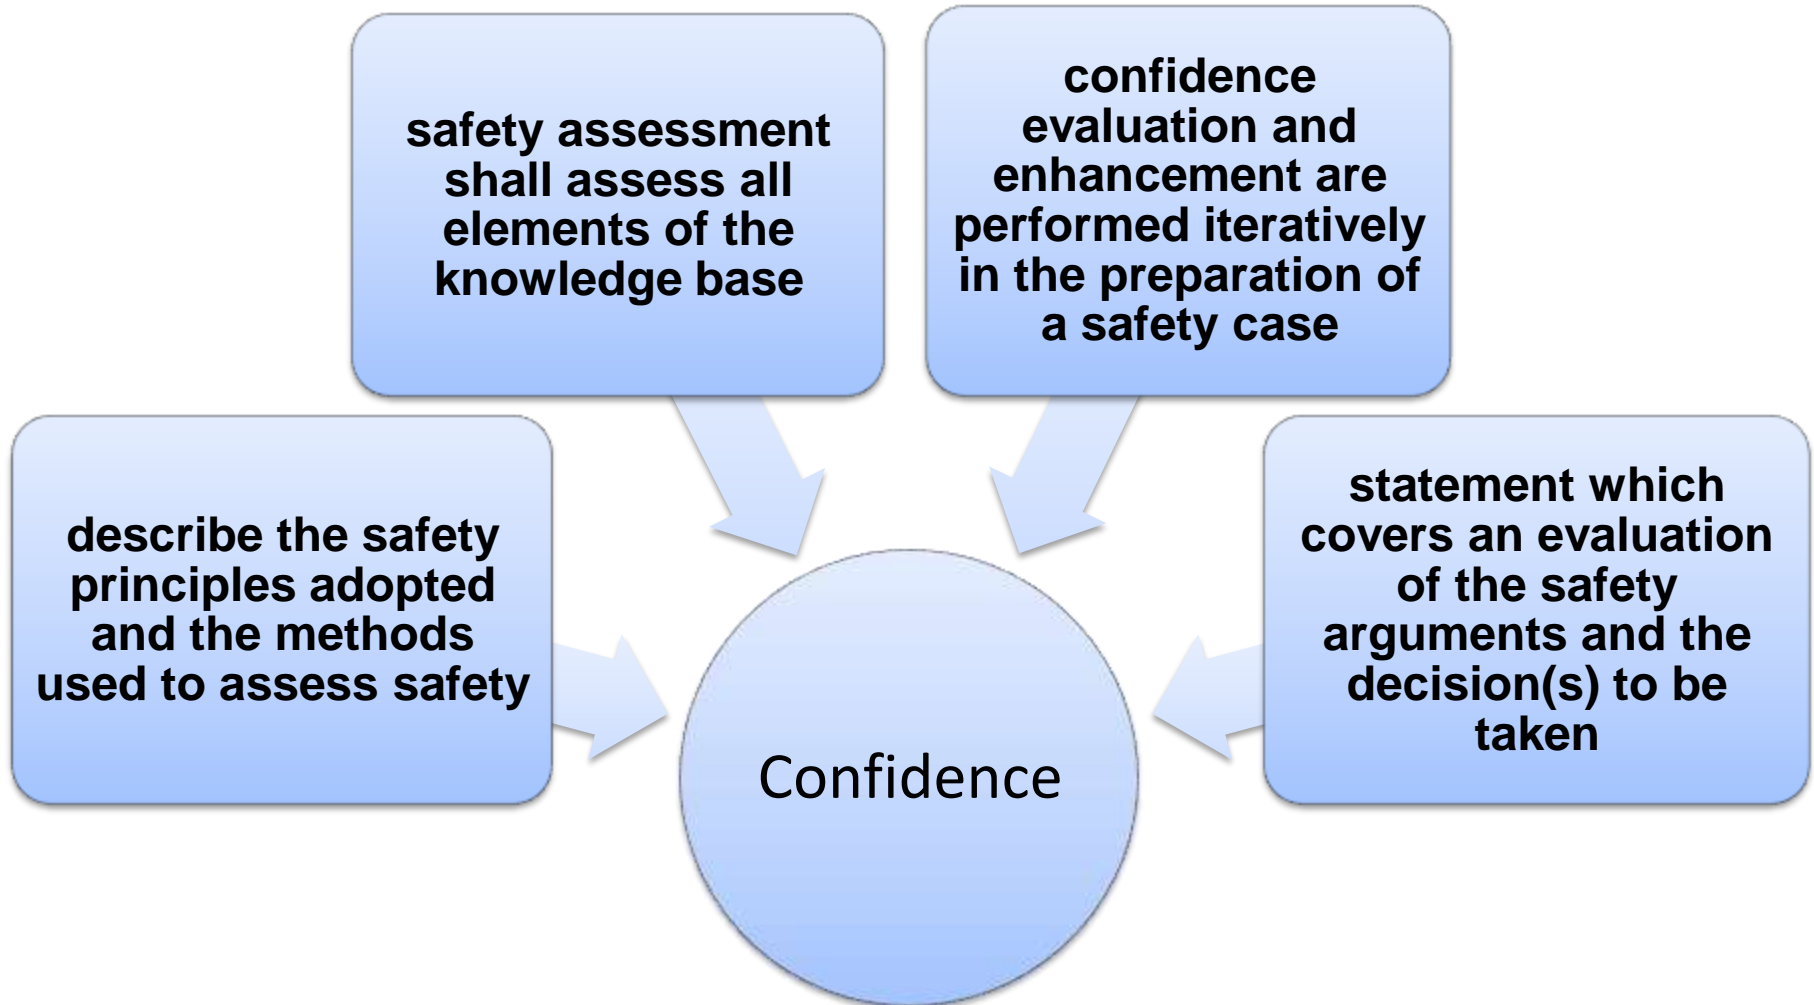 safety assessment
shall assess all
elements of the
knowledge base
confidence
evaluation and
enhancement are
performed iteratively
in the preparation of
a safety case
describe the safety
principles adopted
and the methods
used to assess safety
statement which
covers an evaluation
of the safety
arguments and the
decision(s) to be
taken
Confidence